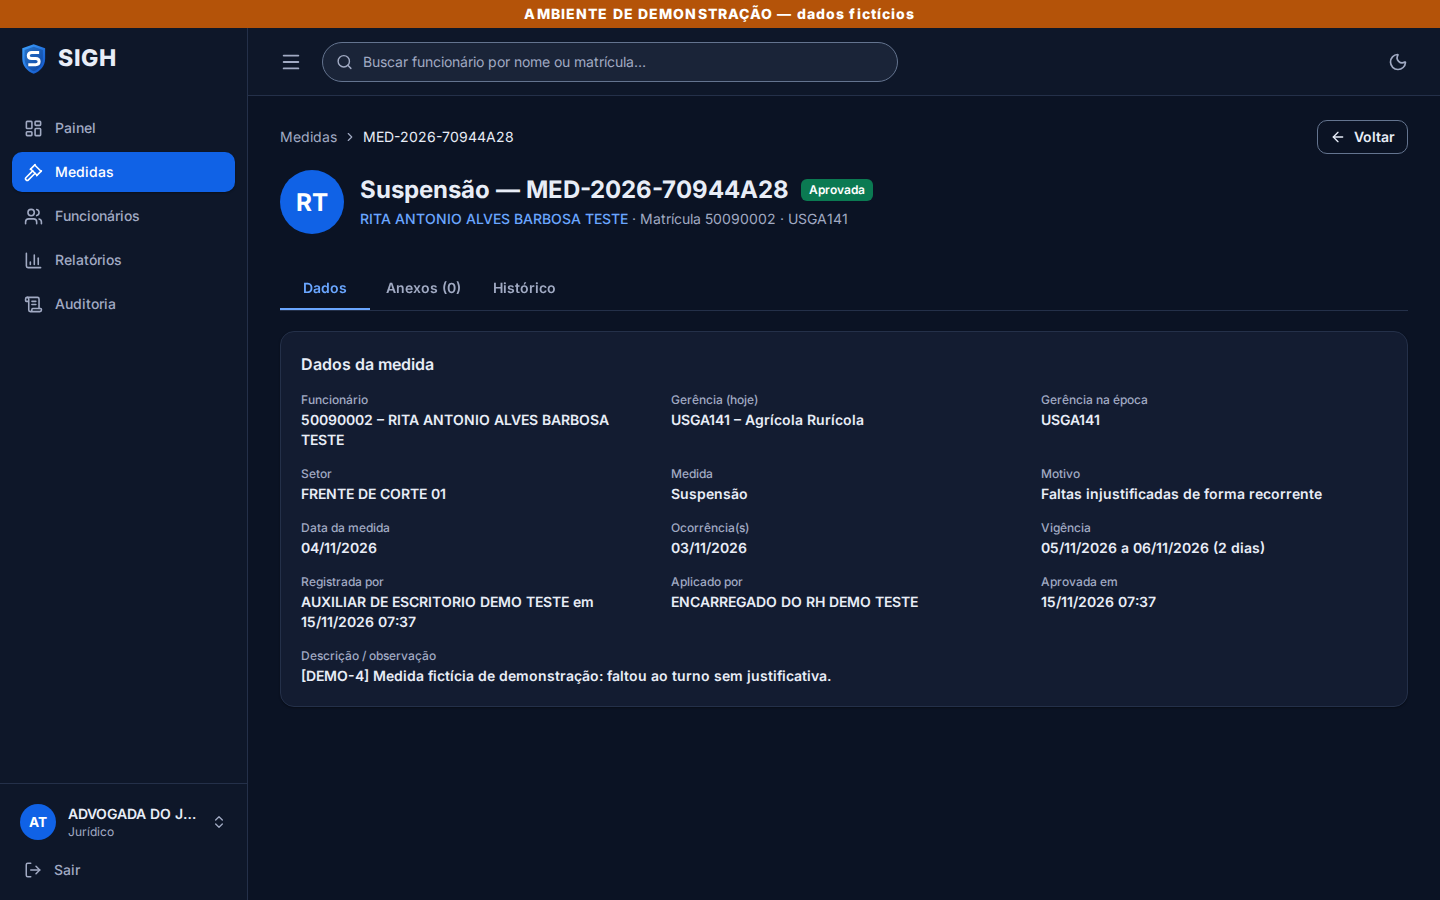 AMBIENTE DE DEMONSTRAÇÃO — dados fictícios
SIGH
Buscar funcionário por nome ou matrícula...
Painel
Medidas
Funcionários
Relatórios
Auditoria
Medidas > MED-2026-70944A28
Voltar
RT
Suspensão — MED-2026-70944A28
Aprovada
RITA ANTONIO ALVES BARBOSA TESTE · Matrícula 50090002 · USGA141
Dados
Anexos (0)
Histórico
Dados da medida
Funcionário
50090002 – RITA ANTONIO ALVES BARBOSA
TESTE
Gerência (hoje)
USGA141 – Agrícola Rurícola
Gerência na época
USGA141
Setor
FRENTE DE CORTE 01
Medida
Suspensão
Motivo
Faltas injustificadas de forma recorrente
Data da medida
04/11/2026
Ocorrência(s)
03/11/2026
Vigência
05/11/2026 a 06/11/2026 (2 dias)
Registrada por
AUXILIAR DE ESCRITORIO DEMO TESTE em
15/11/2026 07:37
Aplicado por
ENCARREGADO DO RH DEMO TESTE
Aprovada em
15/11/2026 07:37
Descrição / observação
[DEMO-4] Medida fictícia de demonstração: faltou ao turno sem justificativa.
AT
ADVOGADA DO J...
Jurídico
Sair